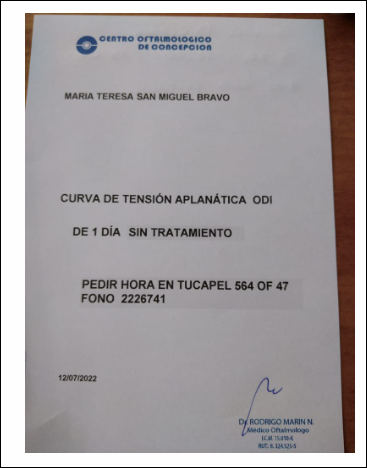 CENTRO OFTALMOLOGICO
DE CONCEPCION
MARIA TERESA SAN MIGUEL BRAVO
CURVA DE TENSIÓN APLANÁTICA ODI
DE 1 DÍA SIN TRATAMIENTO
PEDIR HORA EN TUCAPEL 564 OF 47
FONO 2226741
12/07/2022
Dr. RODRIGO MARIN N.
Médico Oftalmologo